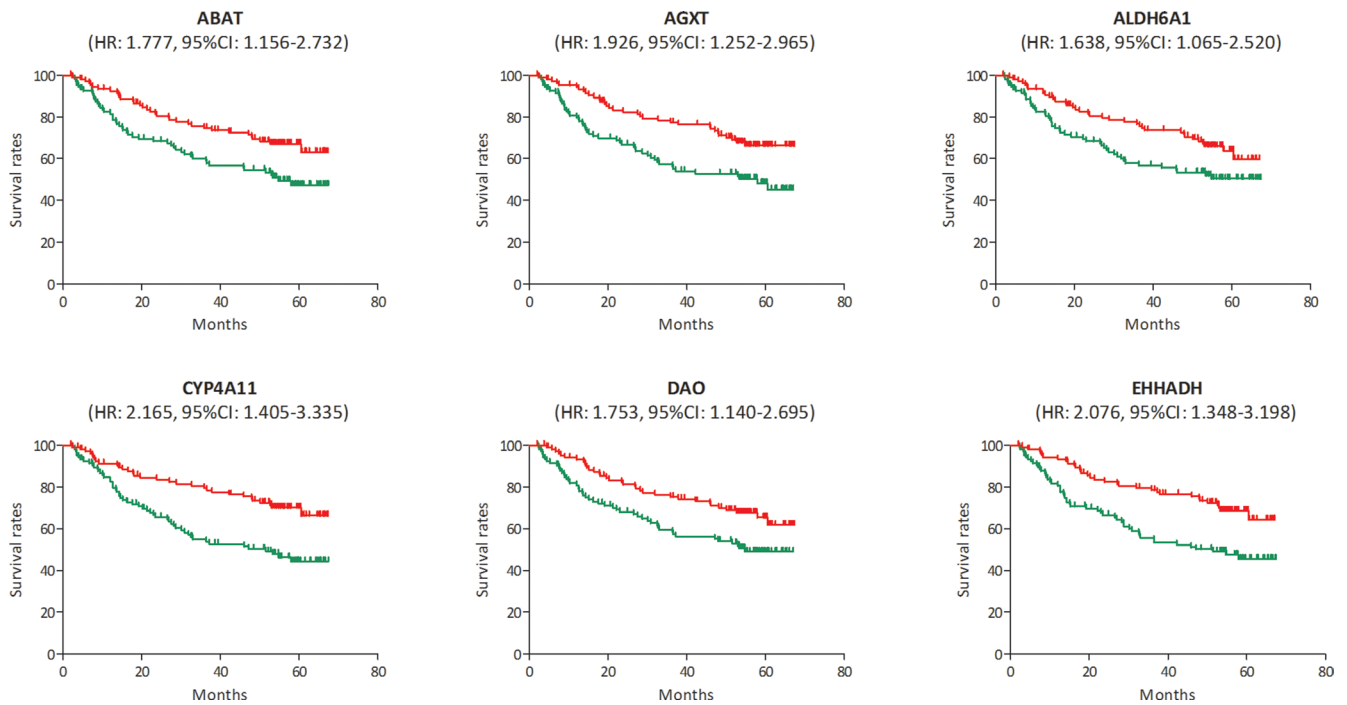 ABAT
(HR: 1.777, 95%CI: 1.156-2.732)
100
80
60
40
20
0
Survival rates
0 20 40 60 80
Months
AGXT
(HR: 1.926, 95%CI: 1.252-2.965)
100
80
60
40
20
0
Survival rates
0 20 40 60 80
Months
ALDH6A1
(HR: 1.638, 95%CI: 1.065-2.520)
100
80
60
40
20
0
Survival rates
0 20 40 60 80
Months
CYP4A11
(HR: 2.165, 95%CI: 1.405-3.335)
100
80
60
40
20
0
Survival rates
0 20 40 60 80
Months
DAO
(HR: 1.753, 95%CI: 1.140-2.695)
100
80
60
40
20
0
Survival rates
0 20 40 60 80
Months
EHHADH
(HR: 2.076, 95%CI: 1.348-3.198)
100
80
60
40
20
0
Survival rates
0 20 40 60 80
Months